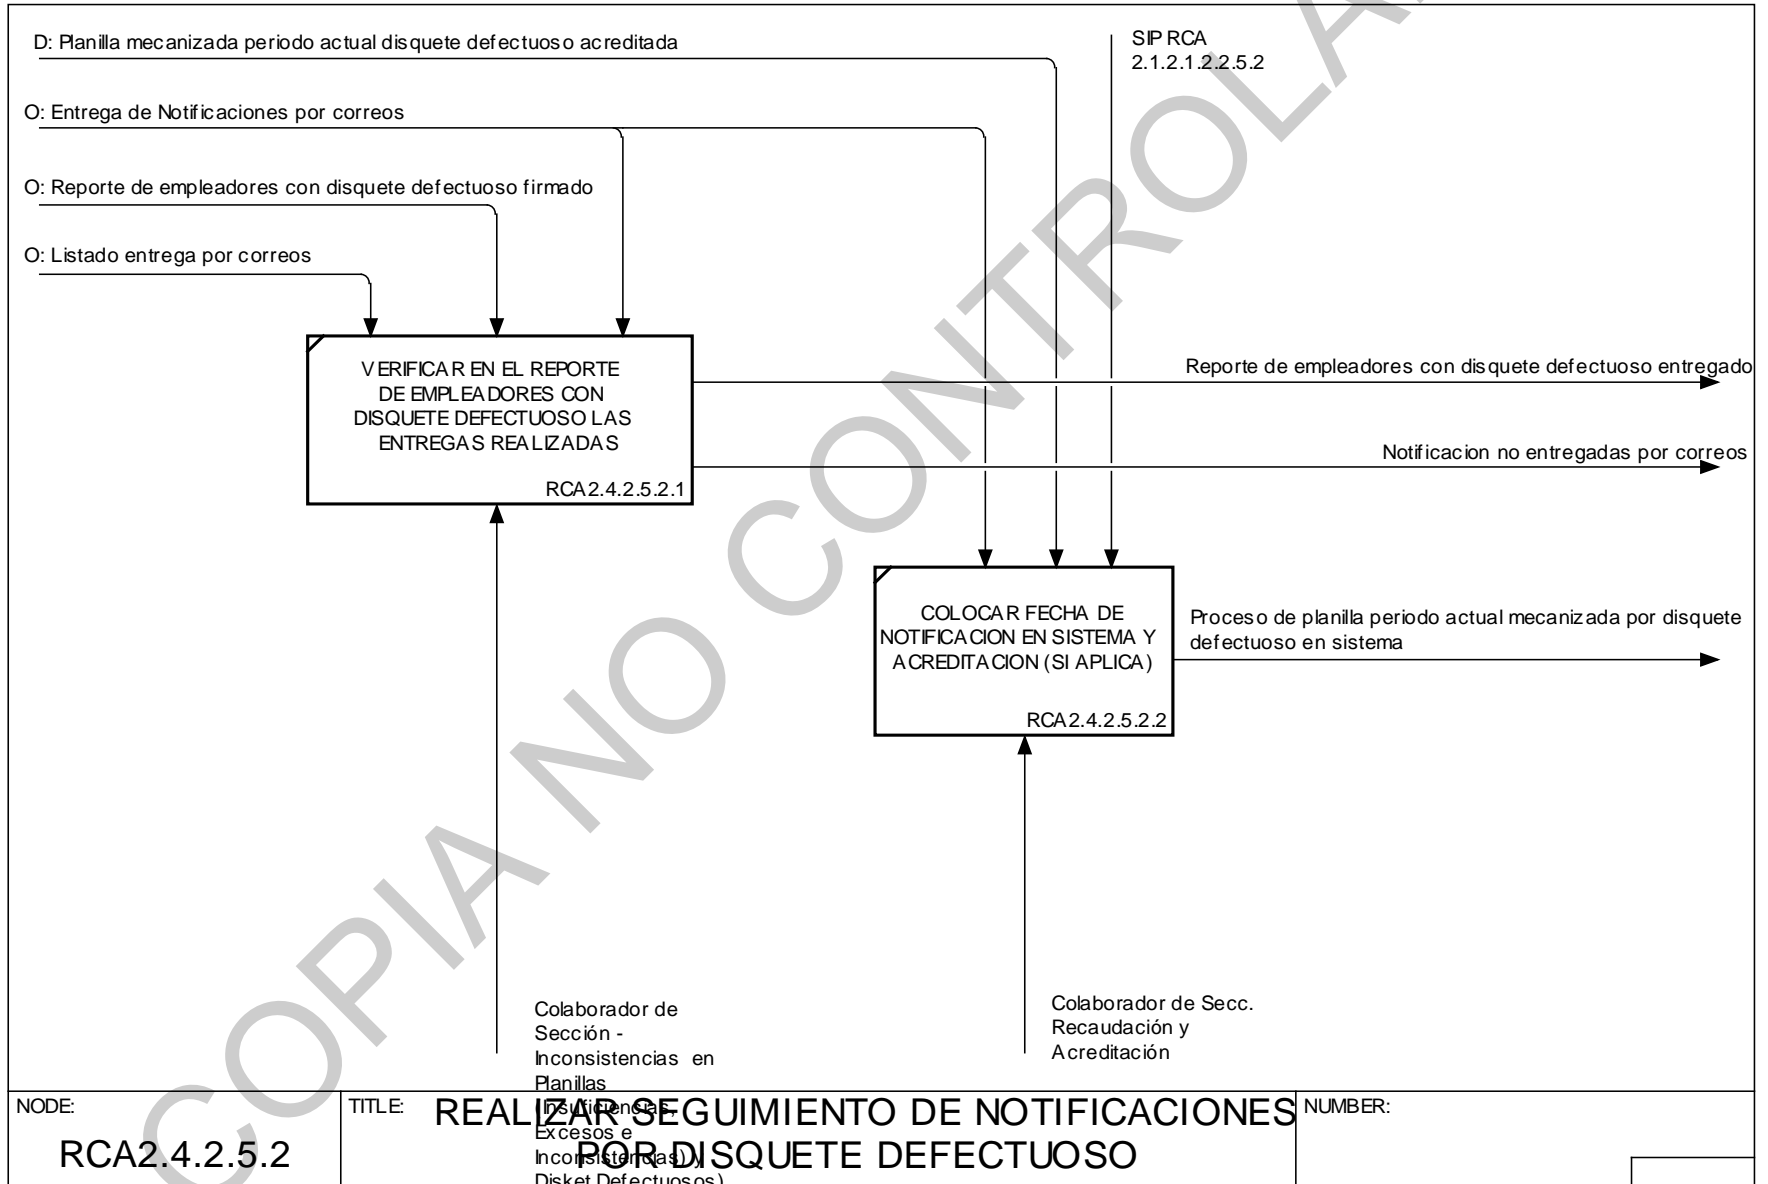 D: Planilla mecanizada periodo actual disquete defectuoso acreditada
SIP RCA
2.1.2.1.2.2.5.2
O: Entrega de Notificaciones por correos
O: Reporte de empleadores con disquete defectuoso firmado
O: Listado entrega por correos
VERIFICAR EN EL REPORTE
DE EMPLEADORES CON
DISQUETE DEFECTUOSO LAS
ENTREGAS REALIZADAS
RCA2.4.2.5.2.1
Reporte de empleadores con disquete defectuoso entregado
Notificacion no entregadas por correos
COLOCAR FECHA DE
NOTIFICACION EN SISTEMA Y
ACREDITACION (SI APLICA)
RCA2.4.2.5.2.2
Proceso de planilla periodo actual mecanizada por disquete
defectuoso en sistema
Colaborador de
Sección -
Inconsistencias en
Planillas
(Insuficiencias,
Excesos e
Inconsistencias) y
Disket Defectuosos)
Colaborador de Secc.
Recaudación y
Acreditación
NODE:
RCA2.4.2.5.2
TITLE:
REALIZAR SEGUIMIENTO DE NOTIFICACIONES
POR DISQUETE DEFECTUOSO
NUMBER:
COPIA NO CONTROLA